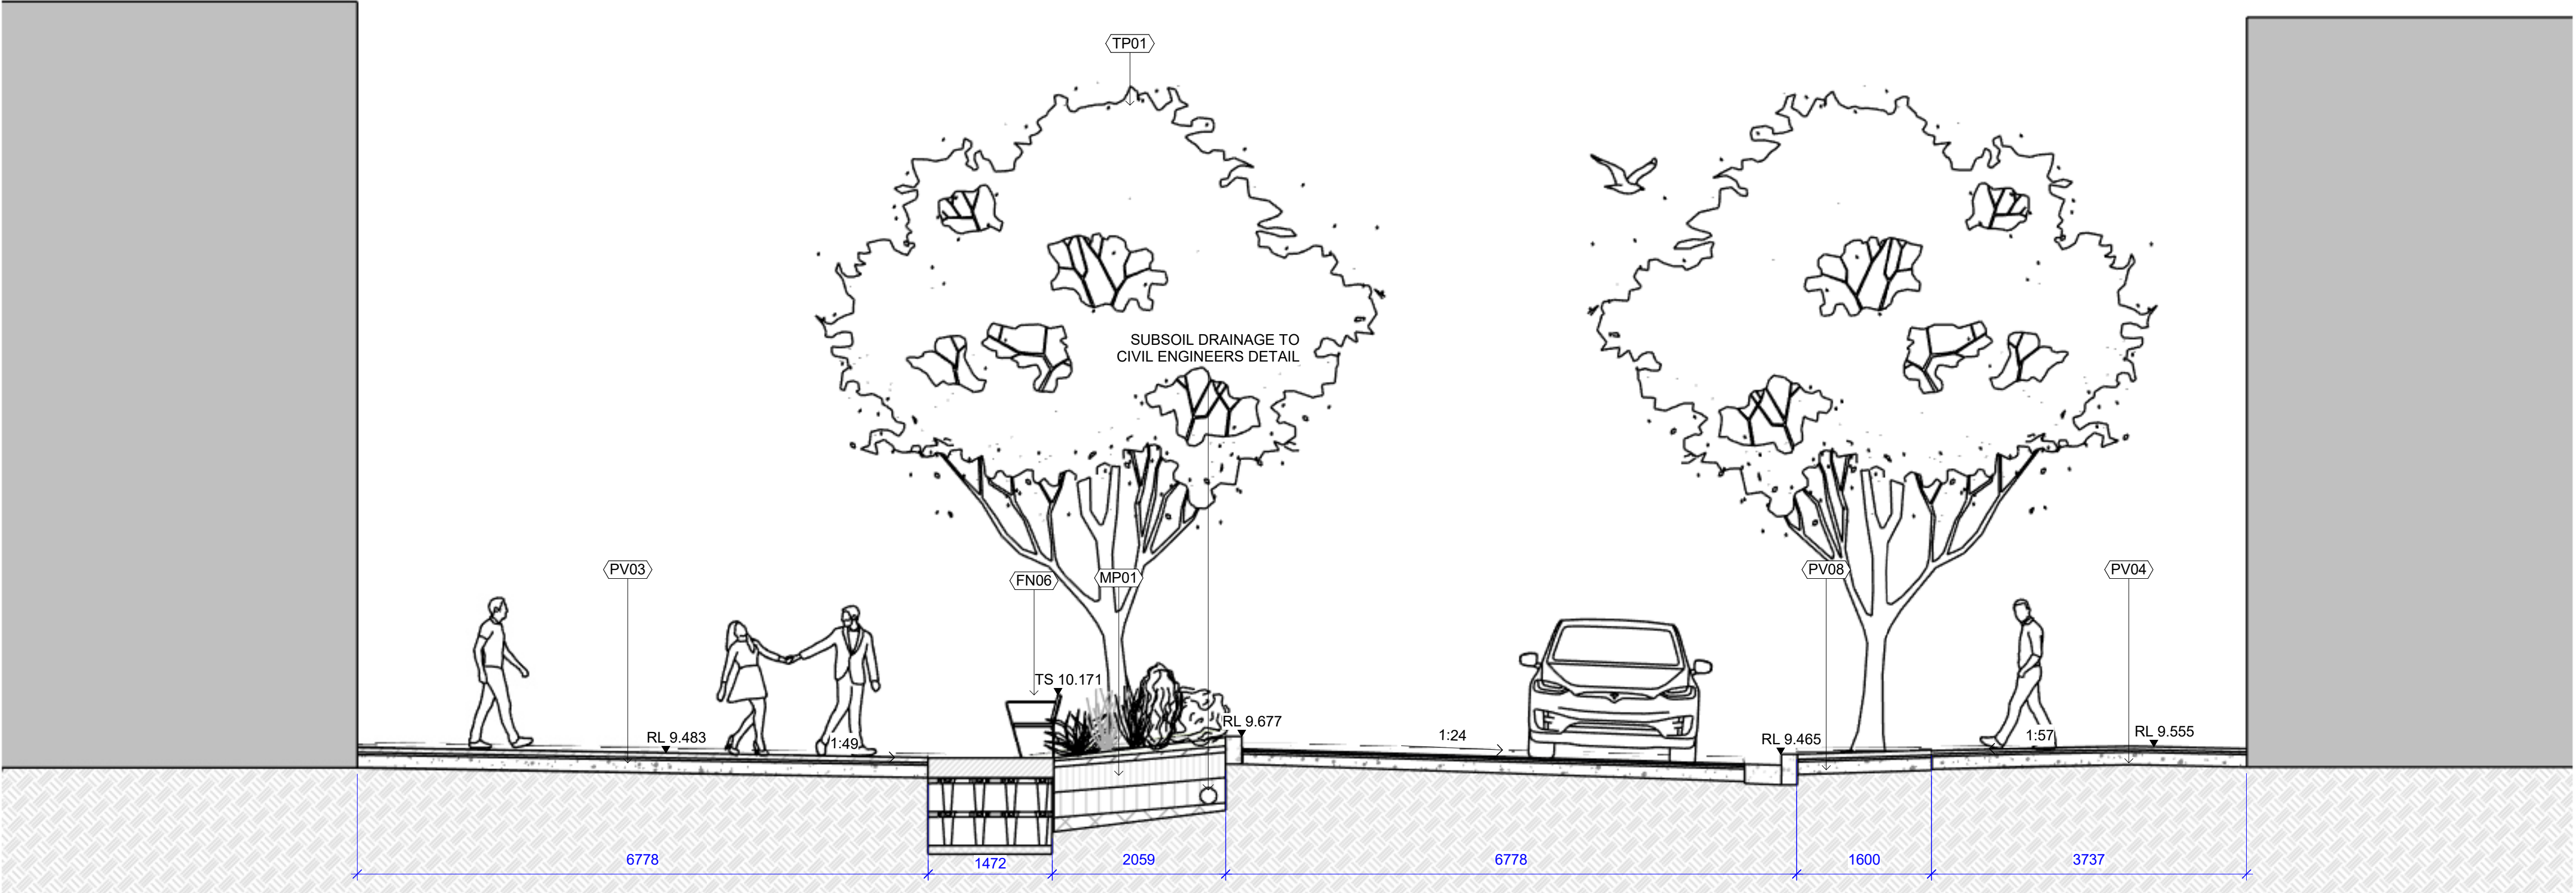 TP01
SUBSOIL DRAINAGE TO
CIVIL ENGINEERS DETAIL
PV03
FN06
MP01
PV08
PV04
TS 10.171
RL 9.483
1:49
RL 9.677
1:24
RL 9.465
1:57
RL 9.555
6778
1472
2059
6778
1600
3737